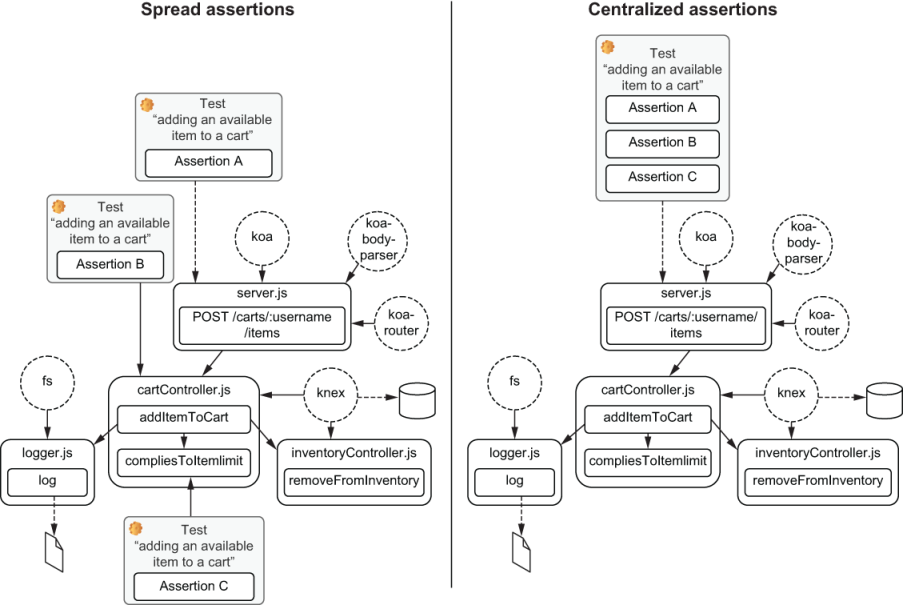 Spread assertions
Test
“adding an available
item to a cart”
Assertion A
Test
“adding an available
item to a cart”
Assertion B
koa
koa-
body-
parser
server.js
POST /carts/:username
/items
koa-
router
fs
cartController.js
addItemToCart
compliesToItemlimit
knex
logger.js
log
inventoryController.js
removeFromInventory
Test
“adding an available
item to a cart”
Assertion C
Centralized assertions
Test
“adding an available
item to a cart”
Assertion A
Assertion B
Assertion C
koa
koa-
body-
parser
server.js
POST /carts/:username/
items
koa-
router
fs
cartController.js
addItemToCart
compliesToItemlimit
knex
logger.js
log
inventoryController.js
removeFromInventory